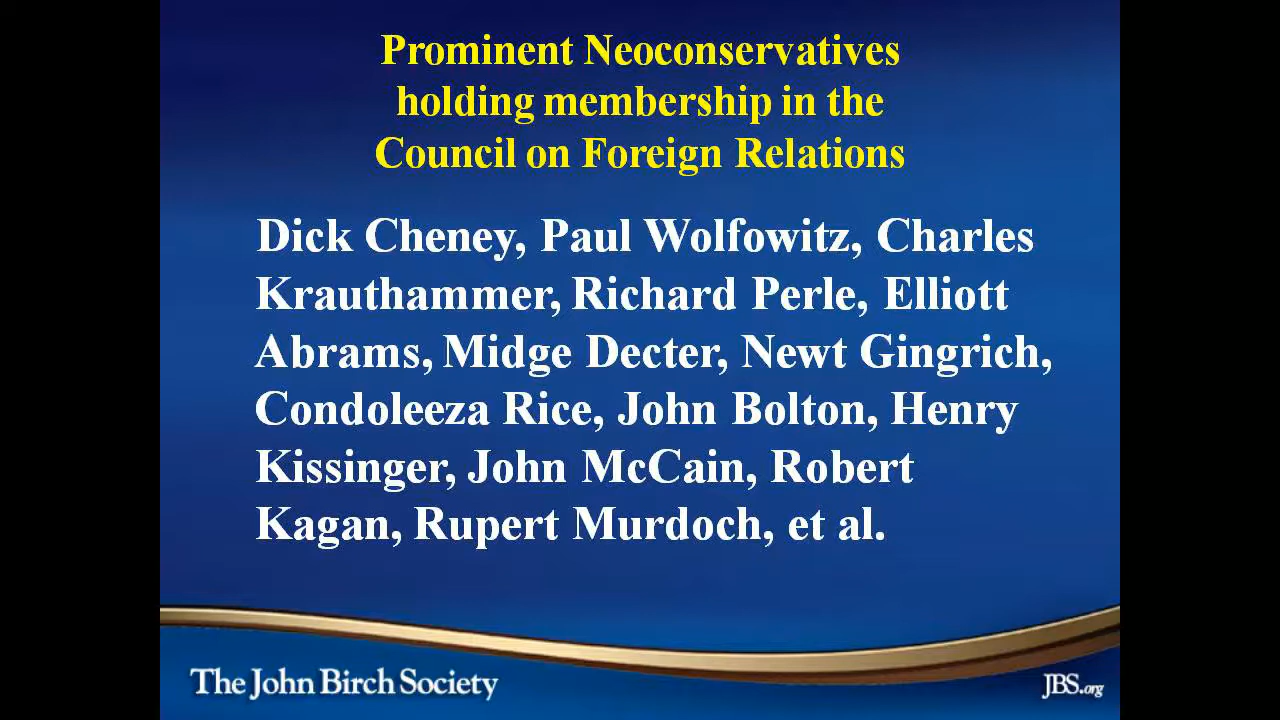 Prominent Neoconservatives
holding membership in the
Council on Foreign Relations
Dick Cheney, Paul Wolfowitz, Charles
Krauthammer, Richard Perle, Elliott
Abrams, Midge Decter, Newt Gingrich,
Condoleeza Rice, John Bolton, Henry
Kissinger, John McCain, Robert
Kagan, Rupert Murdoch, et al.
The John Birch Society
JBS.org